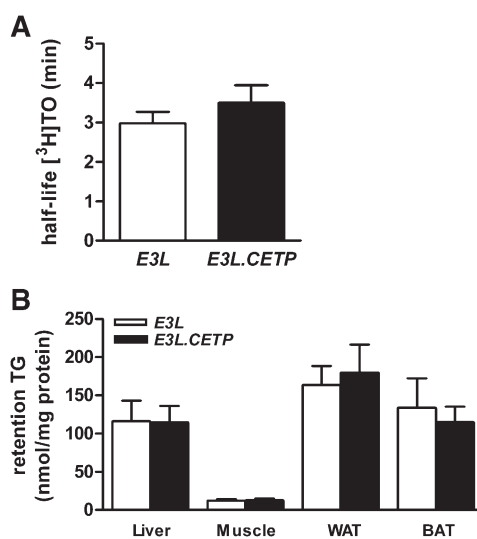 A
half-life [³H]TO (min)
5
4
3
2
1
0
E3L
E3L.CETP
B
retention TG
(nmol/mg protein)
250
200
150
100
50
0
E3L
E3L.CETP
Liver
Muscle
WAT
BAT